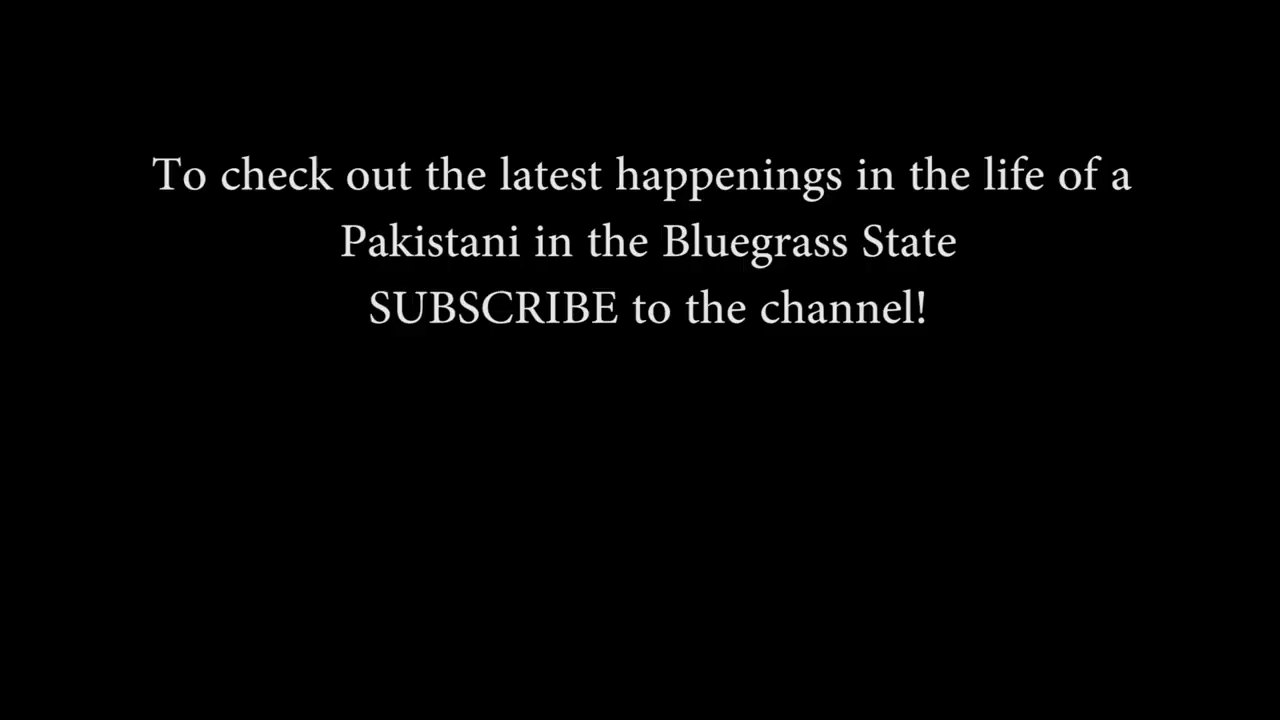 To check out the latest happenings in the life of a
Pakistani in the Bluegrass State
SUBSCRIBE to the channel!